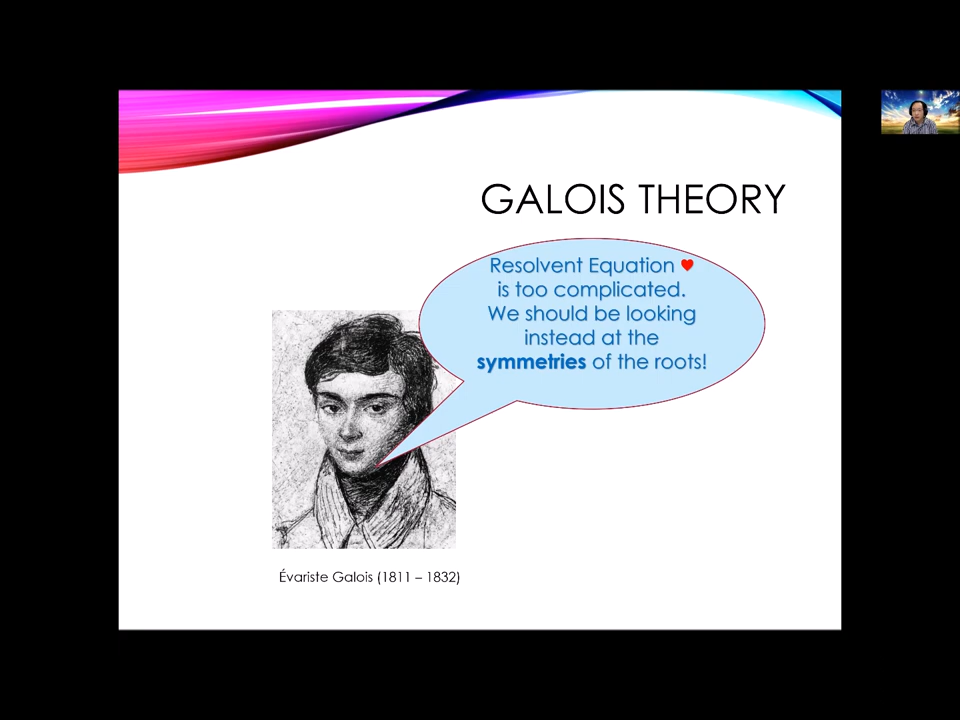 GALOIS THEORY
Resolvent Equation ♥
is too complicated.
We should be looking
instead at the
symmetries of the roots!
Évariste Galois (1811 – 1832)